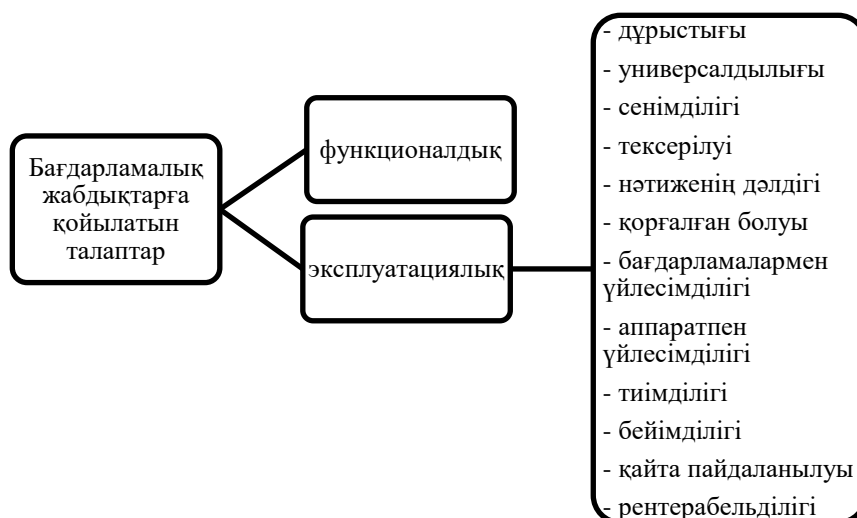 Бағдарламалық
жабдықтарға
қойылатын
талаптар
функционалдық
эксплуатациялық
- дұрыстығы
- универсалдылығы
- сенімділігі
- тексерілуі
- нәтиженің дәлдігі
- қорғалған болуы
- бағдарламалармен
үйлесімділігі
- аппаратпен
үйлесімділігі
- тиімділігі
- бейімділігі
- қайта пайдаланылуы
- рентерабельділігі